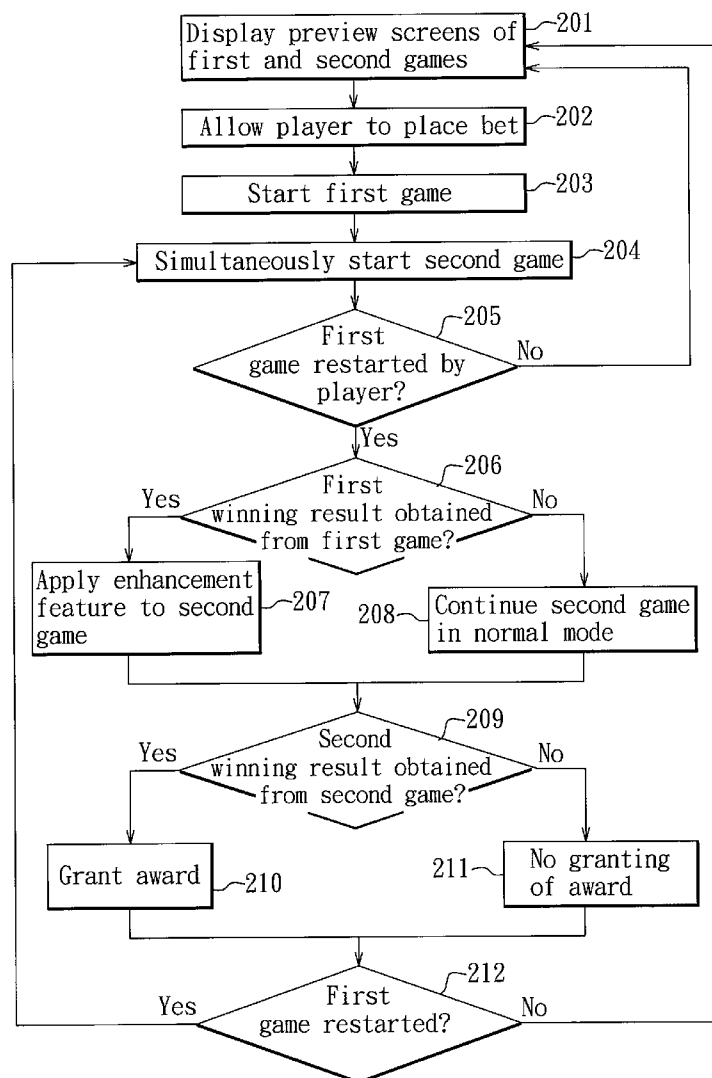 Display preview screens of
first and second games
201
Allow player to place bet
202
Start first game
203
Simultaneously start second game
204
205
First
game restarted by
player?
No
Yes
206
First
winning result obtained
from first game?
Yes
No
Apply enhancement
feature to second
game
207
208
Continue second game
in normal mode
209
Second
winning result obtained
from second game?
Yes
No
Grant award
210
211
No granting
of award
212
First
game restarted?
Yes
No